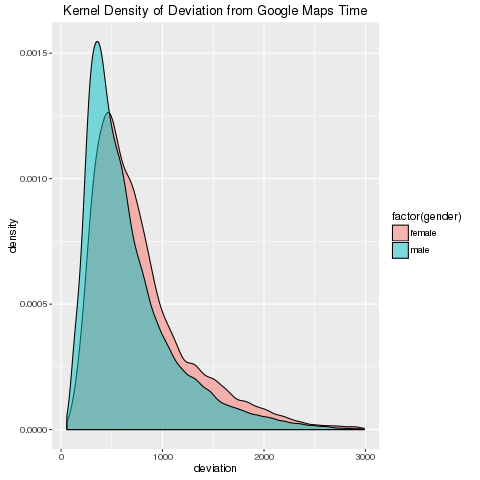 Kernel Density of Deviation from Google Maps Time
density
0.0015
0.0010
0.0005
0.0000
0 1000 2000 3000
deviation
factor(gender)
female
male